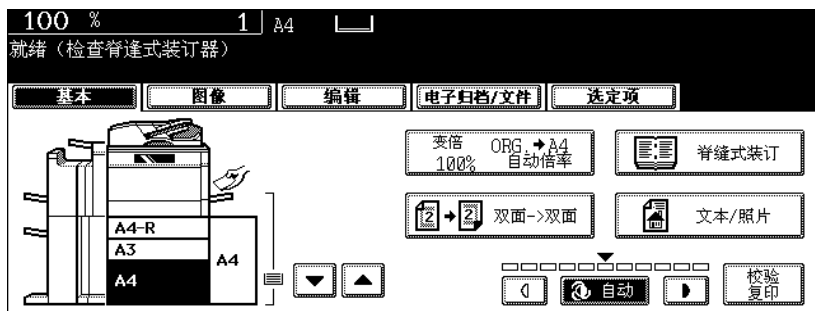 100 % 1 A4
就绪（检查脊逢式装订器）
基本 图像 编辑 电子归档/文件 选定项
变倍 ORG.➔A4
100% 自动倍率
脊缝式装订
2➔2 双面->双面
文本/照片
A4-R
A3
A4
A4
自动
校验
复印